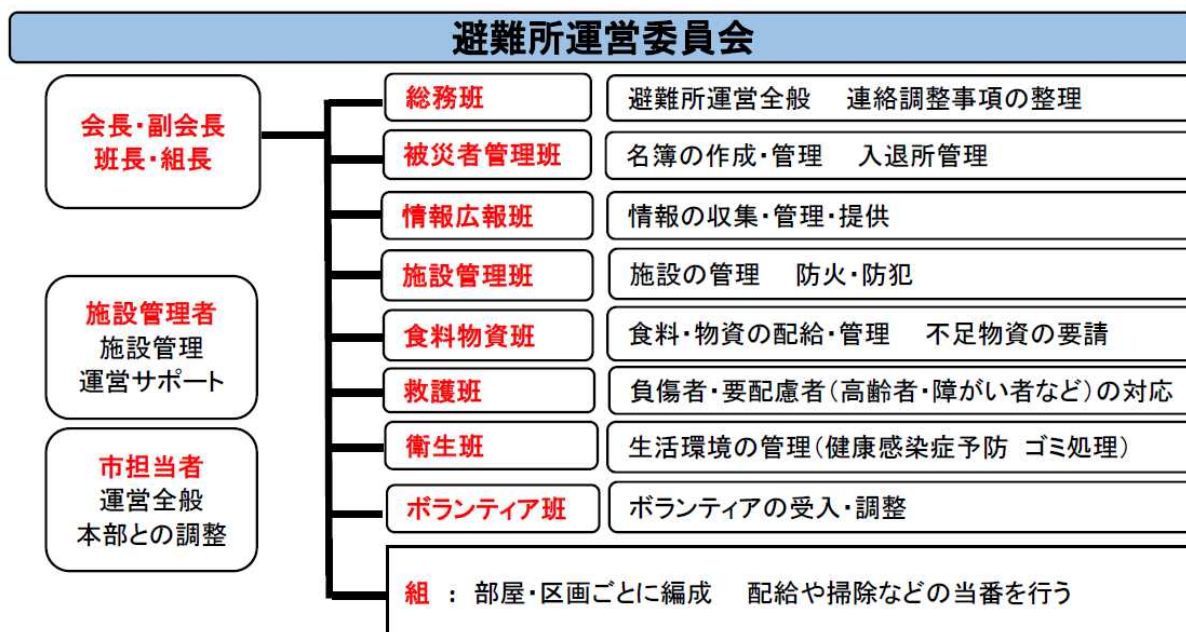 避難所運営委員会
会長・副会長
班長・組長
施設管理者
施設管理
運営サポート
市担当者
運営全般
本部との調整
総務班 避難所運営全般 連絡調整事項の整理
被災者管理班 名簿の作成・管理 入退所管理
情報広報班 情報の収集・管理・提供
施設管理班 施設の管理 防火・防犯
食料物資班 食料・物資の配給・管理 不足物資の要請
救護班 負傷者・要配慮者(高齢者・障がい者など)の対応
衛生班 生活環境の管理(健康感染症予防 ゴミ処理)
ボランティア班 ボランティアの受入・調整
組 : 部屋・区画ごとに編成 配給や掃除などの当番を行う